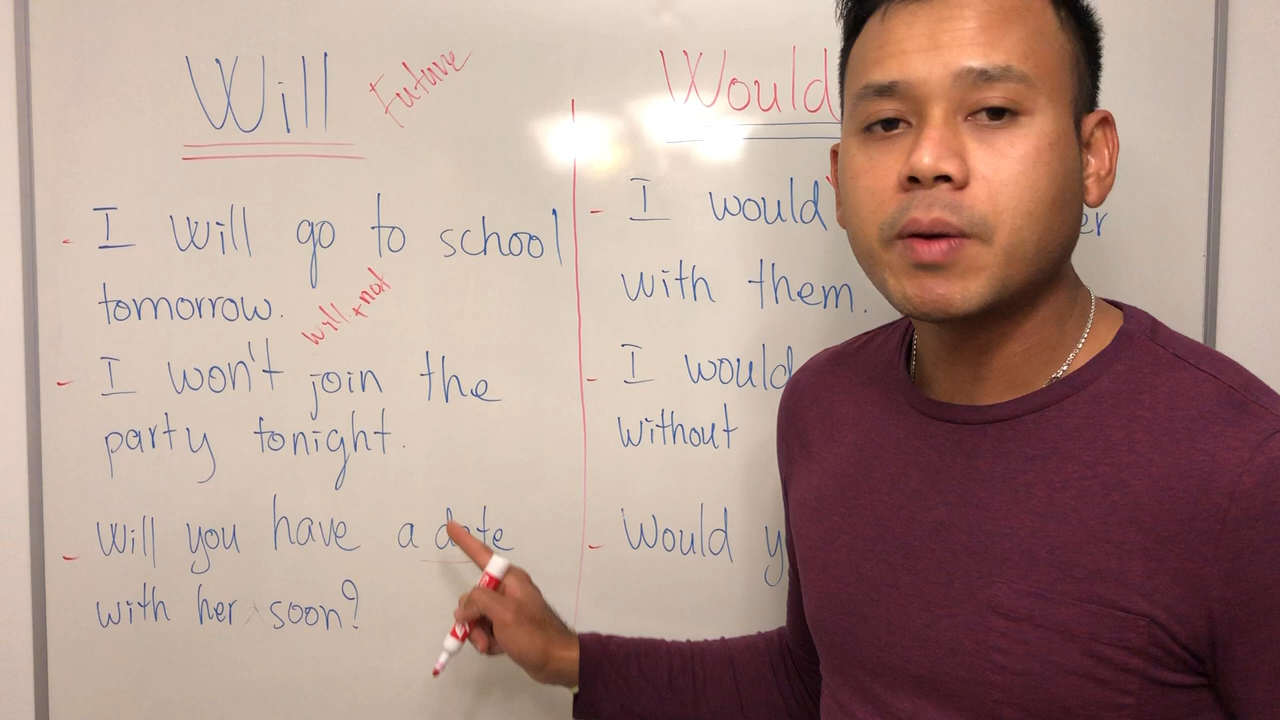 Will
Future
- I will go to school
tomorrow.
will + not
- I won't join the
party tonight.
- Will you have a date
with her soon?
Would
- I would
with them.
- I would
without
- Would